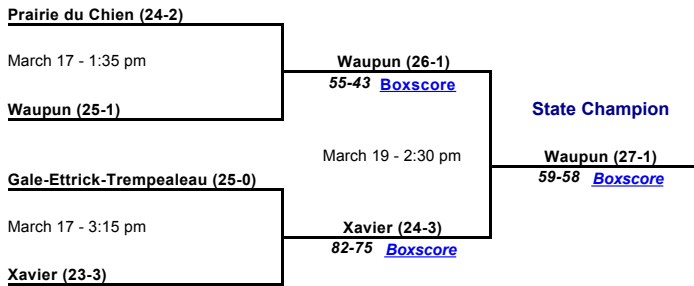 Prairie du Chien (24-2)
March 17 - 1:35 pm
Waupun (25-1)
Waupun (26-1)
55-43 Boxscore
Gale-Ettrick-Trempealeau (25-0)
March 17 - 3:15 pm
Xavier (23-3)
Xavier (24-3)
82-75 Boxscore
March 19 - 2:30 pm
State Champion
Waupun (27-1)
59-58 Boxscore